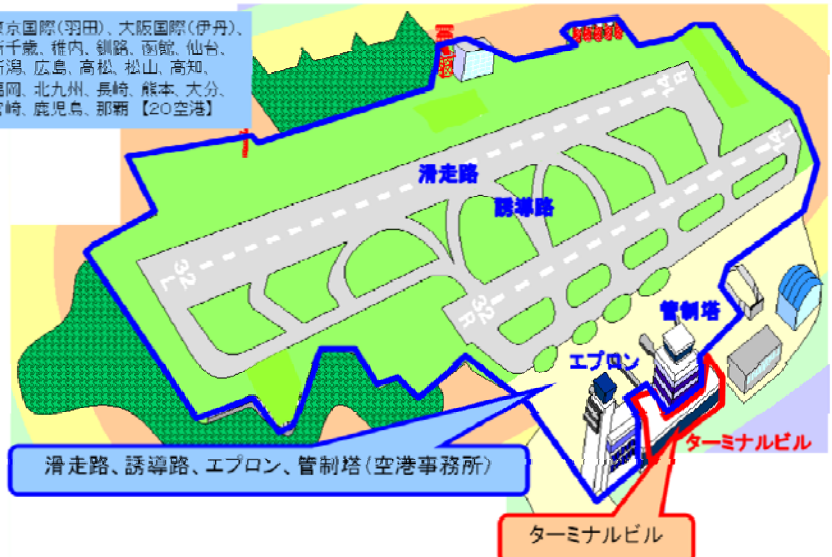 東京国際(羽田)、大阪国際(伊丹)、
新千歳、稚内、釧路、函館、仙台、
新潟、広島、高松、松山、高知、
福岡、北九州、長崎、熊本、大分、
宮崎、鹿児島、那覇 【20空港】
14
R
14
L
滑走路
誘導路
32
L
32
R
管制塔
エプロン
ターミナルビル
滑走路、誘導路、エプロン、管制塔(空港事務所)
ターミナルビル